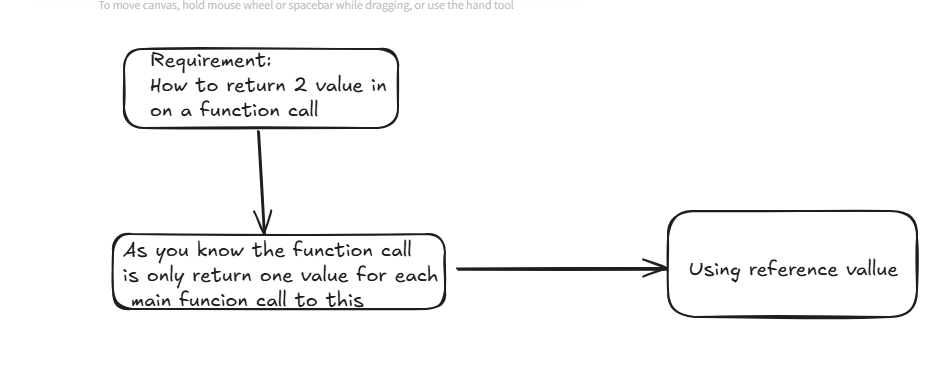 To move canvas, hold mouse wheel or spacebar while dragging, or use the hand tool
Requirement:
How to return 2 value in
on a function call
As you know the function call
is only return one value for each
main funcion call to this
Using reference vallue